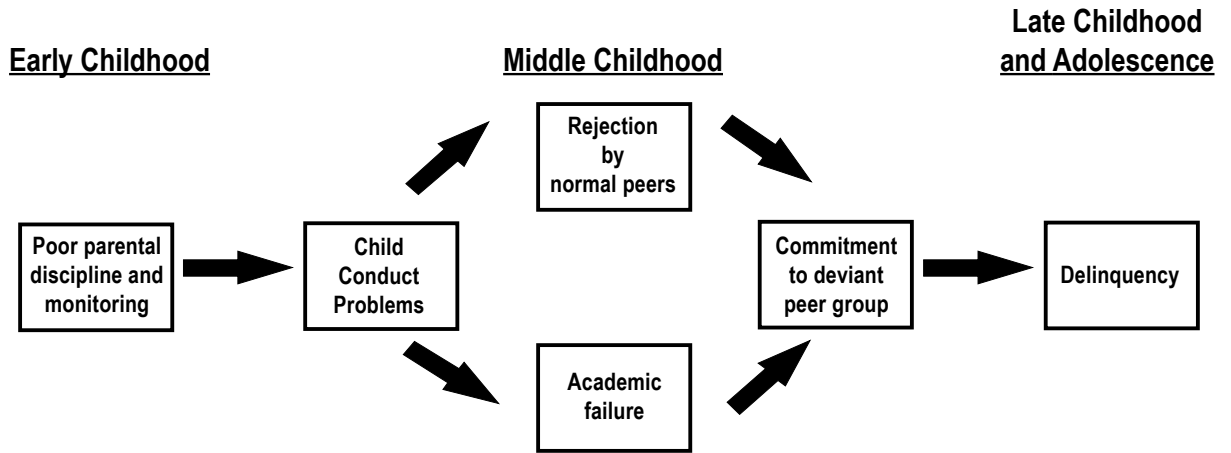 Early Childhood
Middle Childhood
Late Childhood
and Adolescence
Poor parental
discipline and
monitoring
Child
Conduct
Problems
Rejection
by
normal peers
Academic
failure
Commitment
to deviant
peer group
Delinquency